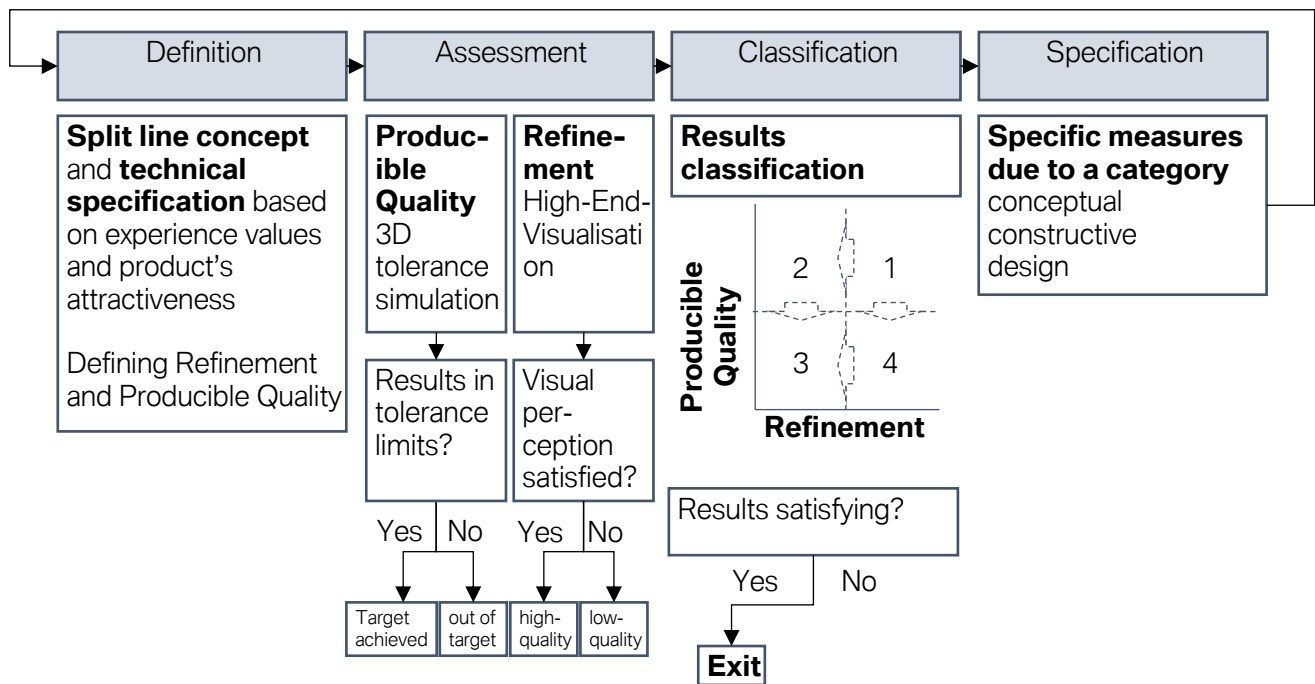 Definition
Assessment
Classification
Specification
Split line concept
and technical
specification based
on experience values
and product's
attractiveness
Defining Refinement
and Producible Quality
Produc-
ible
Quality
3D
tolerance
simulation
Refine-
ment
High-End-
Visualisati
on
Results in
tolerance
limits?
Visual
per-
ception
satisfied?
Yes
No
Yes
No
Target
achieved
out of
target
high-
quality
low-
quality
Results
classification
Producible
Quality
2
1
3
4
Refinement
Results satisfying?
Yes
No
Exit
Specific measures
due to a category
conceptual
constructive
design